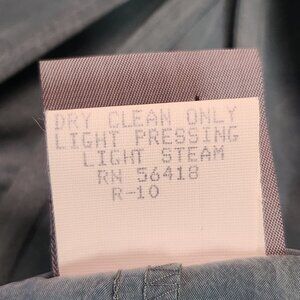 DRY CLEAN ONLY
LIGHT PRESSING
LIGHT STEAM
RN 56418
R-10